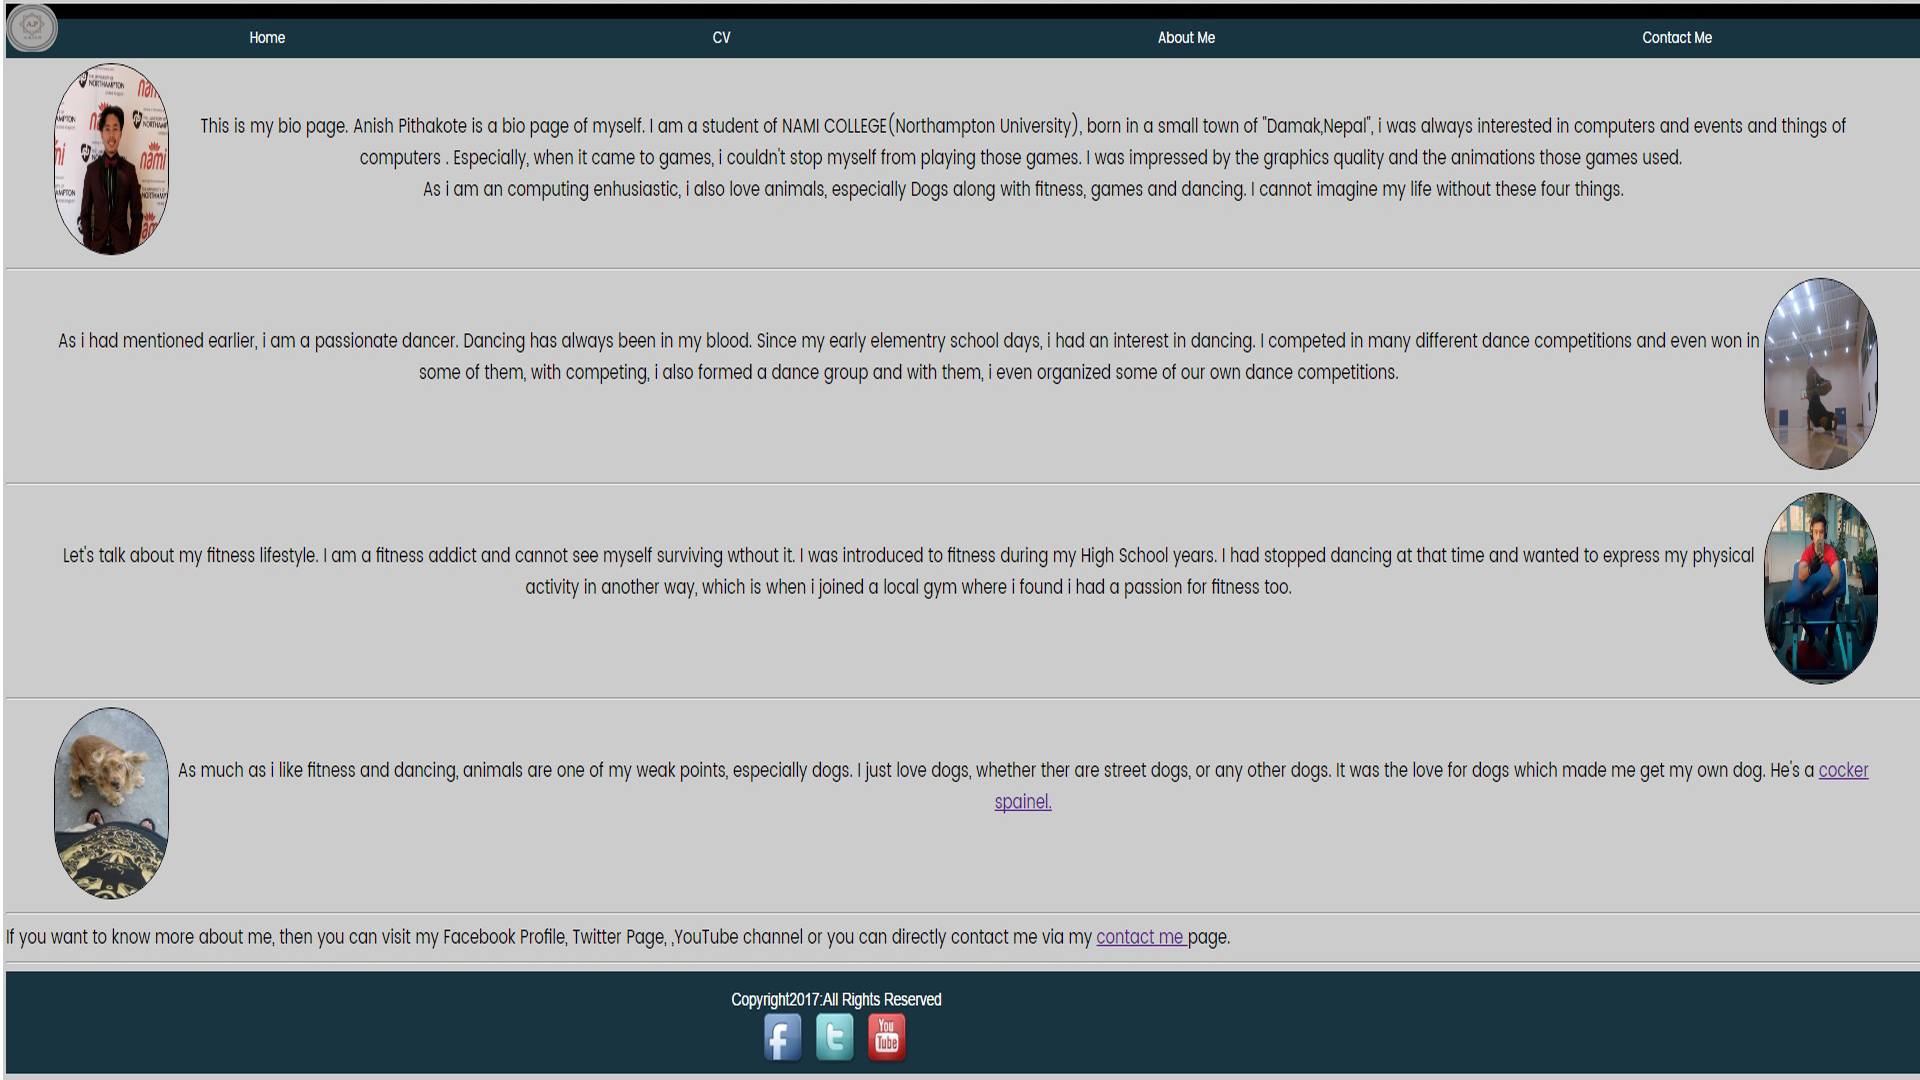 A.P
Home CV About Me Contact Me
THE UNIVERSITY OF
NORTHAMPTON
nami
This is my bio page. Anish Pithakote is a bio page of myself. I am a student of NAMI COLLEGE(Northampton University), born in a small town of "Damak,Nepal", i was always interested in computers and events and things of
computers . Especially, when it came to games, i couldn't stop myself from playing those games. I was impressed by the graphics quality and the animations those games used.
As i am an computing enhusiastic, i also love animals, especially Dogs along with fitness, games and dancing. I cannot imagine my life without these four things.
As i had mentioned earlier, i am a passionate dancer. Dancing has always been in my blood. Since my early elementry school days, i had an interest in dancing. I competed in many different dance competitions and even won in
some of them, with competing, i also formed a dance group and with them, i even organized some of our own dance competitions.
Let's talk about my fitness lifestyle. I am a fitness addict and cannot see myself surviving wthout it. I was introduced to fitness during my High School years. I had stopped dancing at that time and wanted to express my physical
activity in another way, which is when i joined a local gym where i found i had a passion for fitness too.
As much as i like fitness and dancing, animals are one of my weak points, especially dogs. I just love dogs, whether ther are street dogs, or any other dogs. It was the love for dogs which made me get my own dog. He's a cocker
spainel.
If you want to know more about me, then you can visit my Facebook Profile, Twitter Page, ,YouTube channel or you can directly contact me via my contact me page.
Copyright2017:All Rights Reserved
f t You Tube